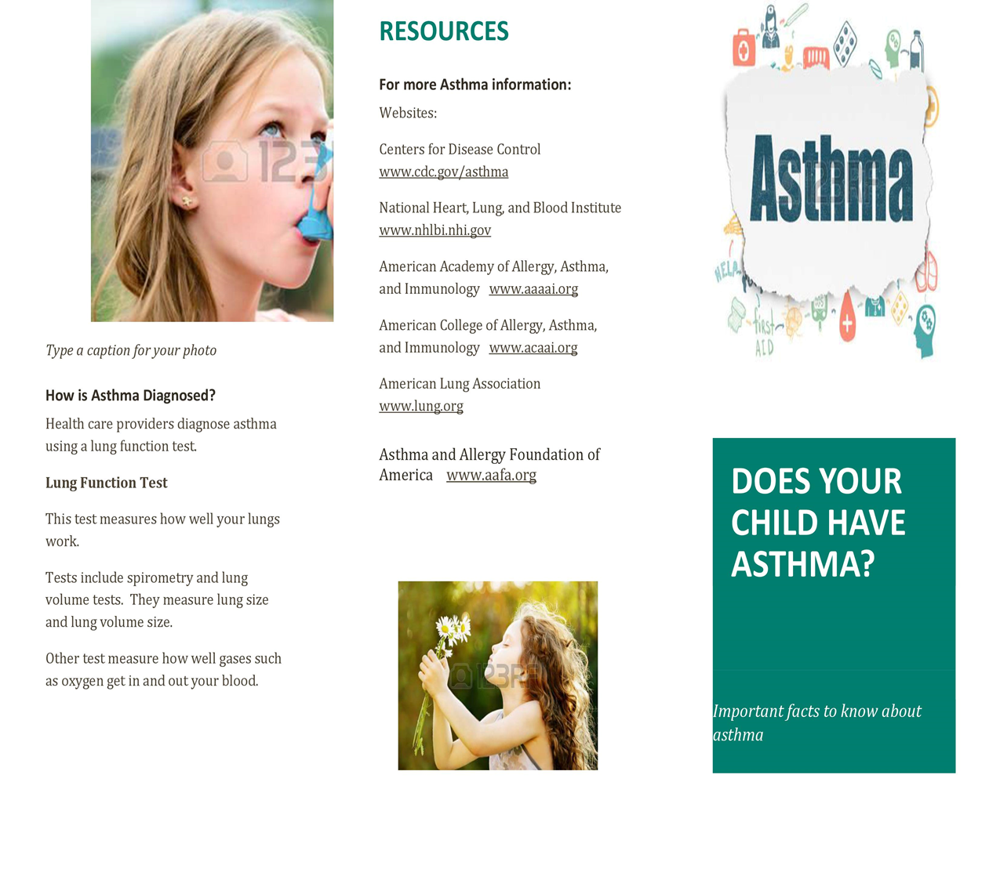 Type a caption for your photo
How is Asthma Diagnosed?
Health care providers diagnose asthma
using a lung function test.
Lung Function Test
This test measures how well your lungs
work.
Tests include spirometry and lung
volume tests.  They measure lung size
and lung volume size.
Other test measure how well gases such
as oxygen get in and out your blood.
RESOURCES
For more Asthma information:
Websites:
Centers for Disease Control
www.cdc.gov/asthma
National Heart, Lung, and Blood Institute
www.nhlbi.nhi.gov
American Academy of Allergy, Asthma,
and Immunology   www.aaaai.org
American College of Allergy, Asthma,
and Immunology   www.acaai.org
American Lung Association
www.lung.org
Asthma and Allergy Foundation of
America   www.aafa.org
123RF
Asthma
123RF
HELP
first
AID
DOES YOUR
CHILD HAVE
ASTHMA?
Important facts to know about
asthma